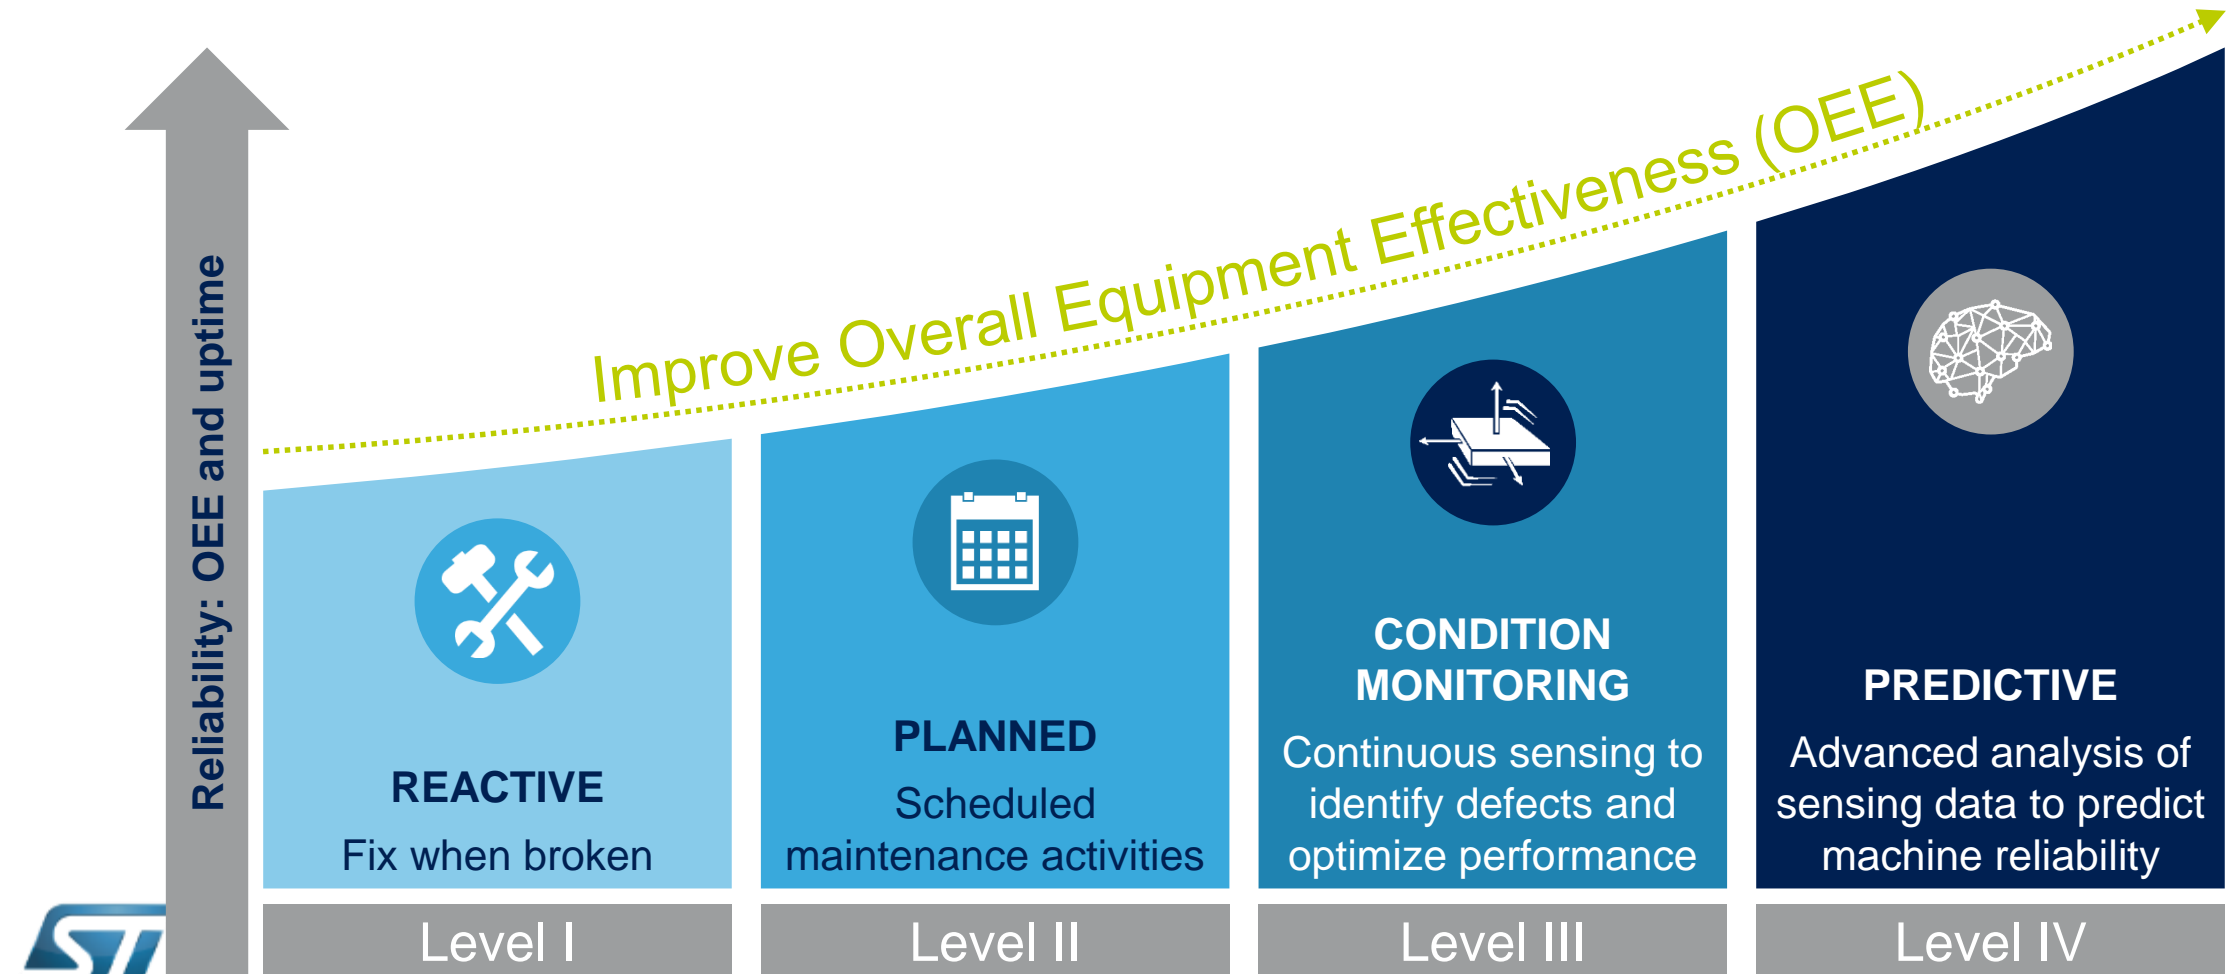 Improve Overall Equipment Effectiveness (OEE)
Reliability: OEE and uptime
REACTIVE
Fix when broken
PLANNED
Scheduled
maintenance activities
CONDITION
MONITORING
Continuous sensing to
identify defects and
optimize performance
PREDICTIVE
Advanced analysis of
sensing data to predict
machine reliability
Level I
Level II
Level III
Level IV
ST